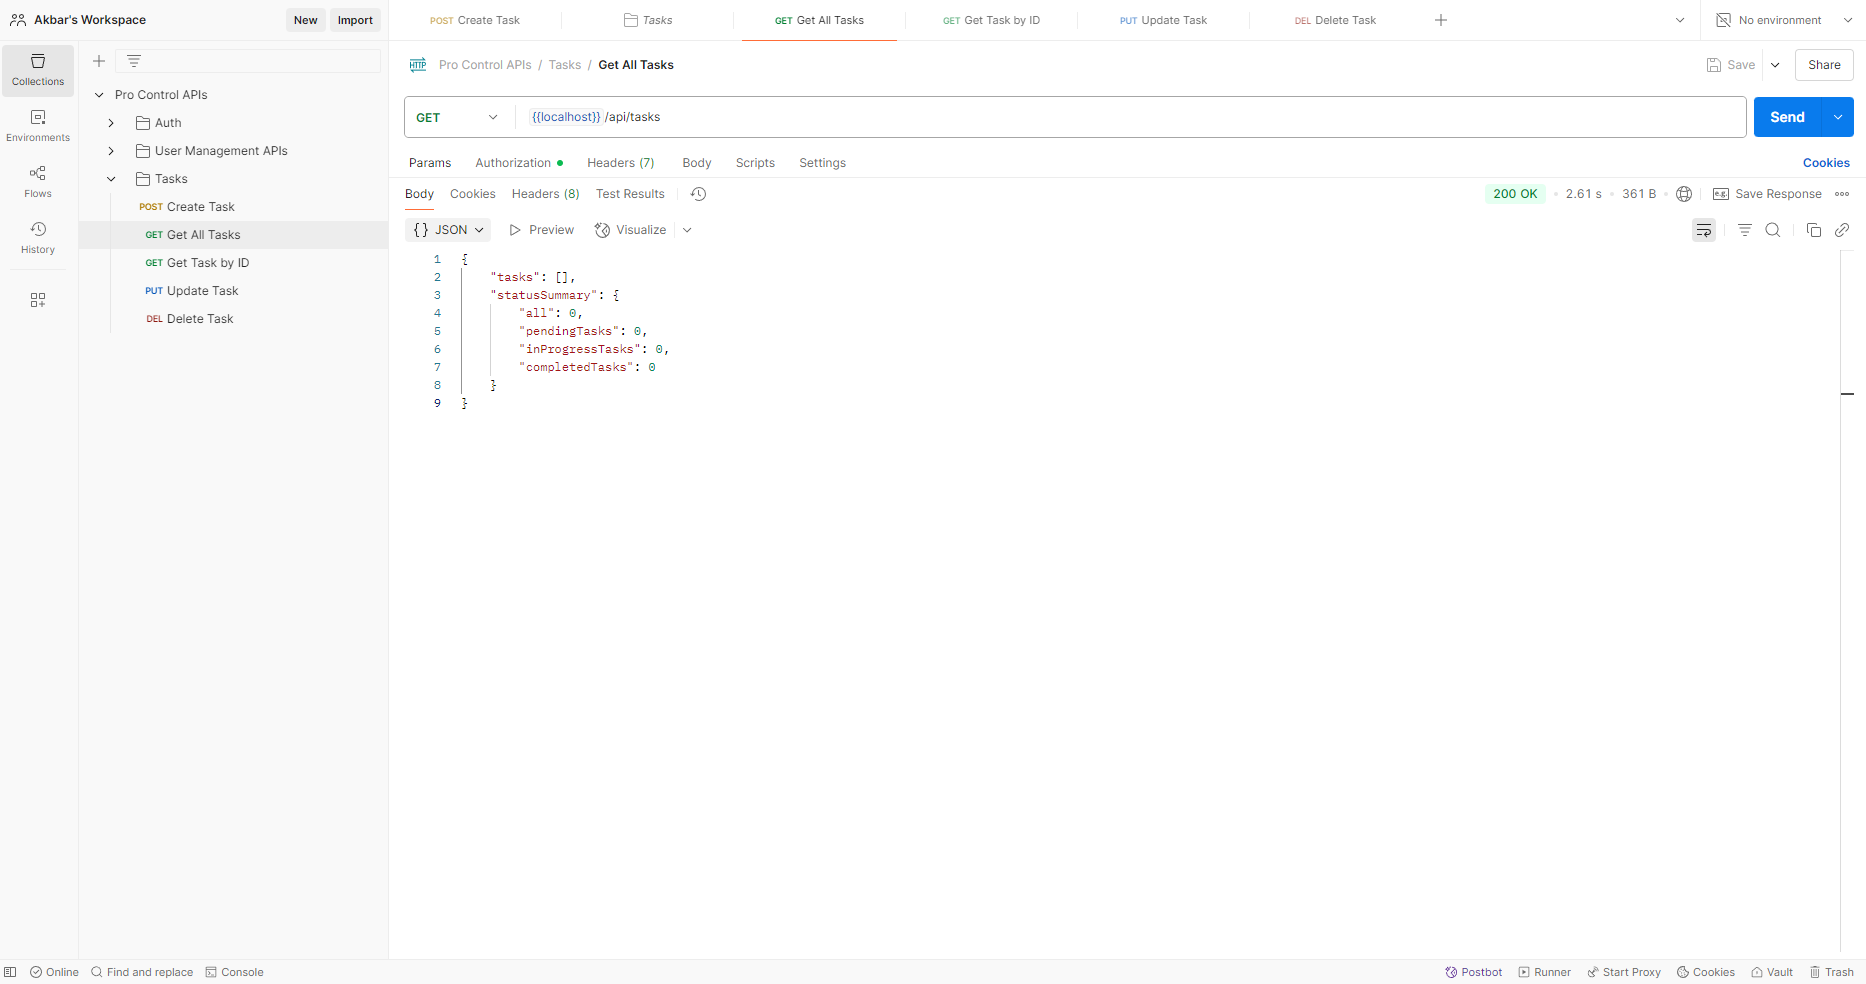 Akbar's Workspace
New
Import
POST Create Task
Tasks
GET Get All Tasks
GET Get Task by ID
PUT Update Task
DEL Delete Task
No environment
Collections
Environments
Flows
History
Pro Control APIs
Auth
User Management APIs
Tasks
POST Create Task
GET Get All Tasks
GET Get Task by ID
PUT Update Task
DEL Delete Task
HTTP Pro Control APIs / Tasks / Get All Tasks
Save
Share
GET
{{localhost}} /api/tasks
Send
Params Authorization Headers (7) Body Scripts Settings
Cookies
Body Cookies Headers (8) Test Results
200 OK • 2.61 s • 361 B
e.g. Save Response
{} JSON
Preview
Visualize
1 {
2 "tasks": [],
3 "statusSummary": {
4 "all": 0,
5 "pendingTasks": 0,
6 "inProgressTasks": 0,
7 "completedTasks": 0
8 }
9 }
Online
Find and replace
Console
Postbot
Runner
Start Proxy
Cookies
Vault
Trash